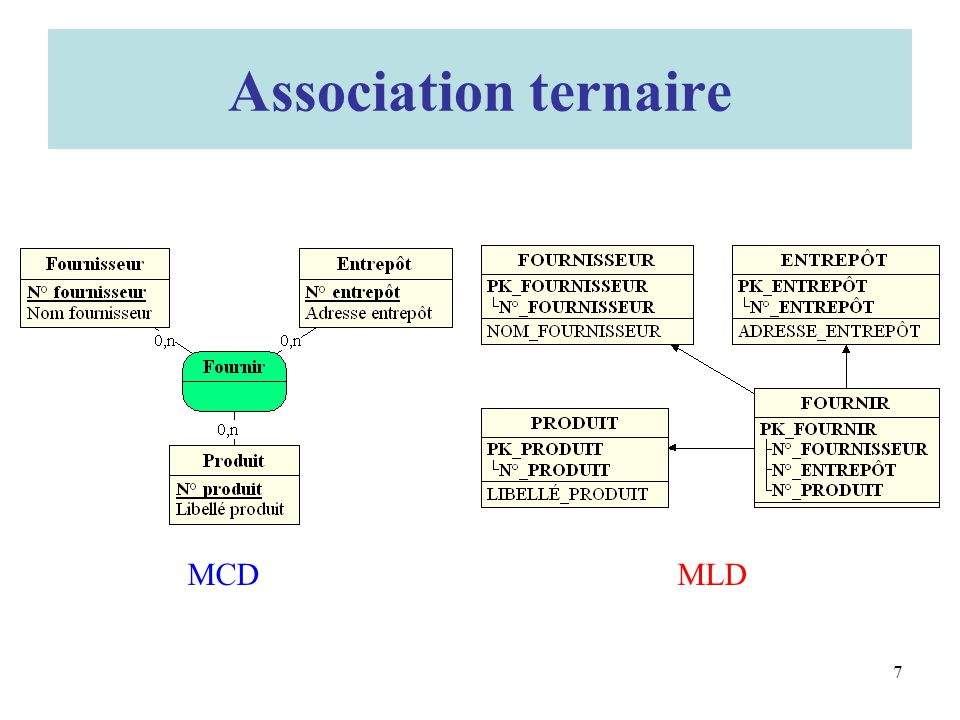 Association ternaire
Fournisseur
N° fournisseur
Nom fournisseur
Entrepôt
N° entrepôt
Adresse entrepôt
0,n
0,n
Fournir
0,n
Produit
N° produit
Libellé produit
MCD
FOURNISSEUR
PK_FOURNISSEUR
N°_FOURNISSEUR
NOM_FOURNISSEUR
ENTREPÔT
PK_ENTREPÔT
N°_ENTREPÔT
ADRESSE_ENTREPÔT
PRODUIT
PK_PRODUIT
N°_PRODUIT
LIBELLÉ_PRODUIT
FOURNIR
PK_FOURNIR
N°_FOURNISSEUR
N°_ENTREPÔT
N°_PRODUIT
MLD
7